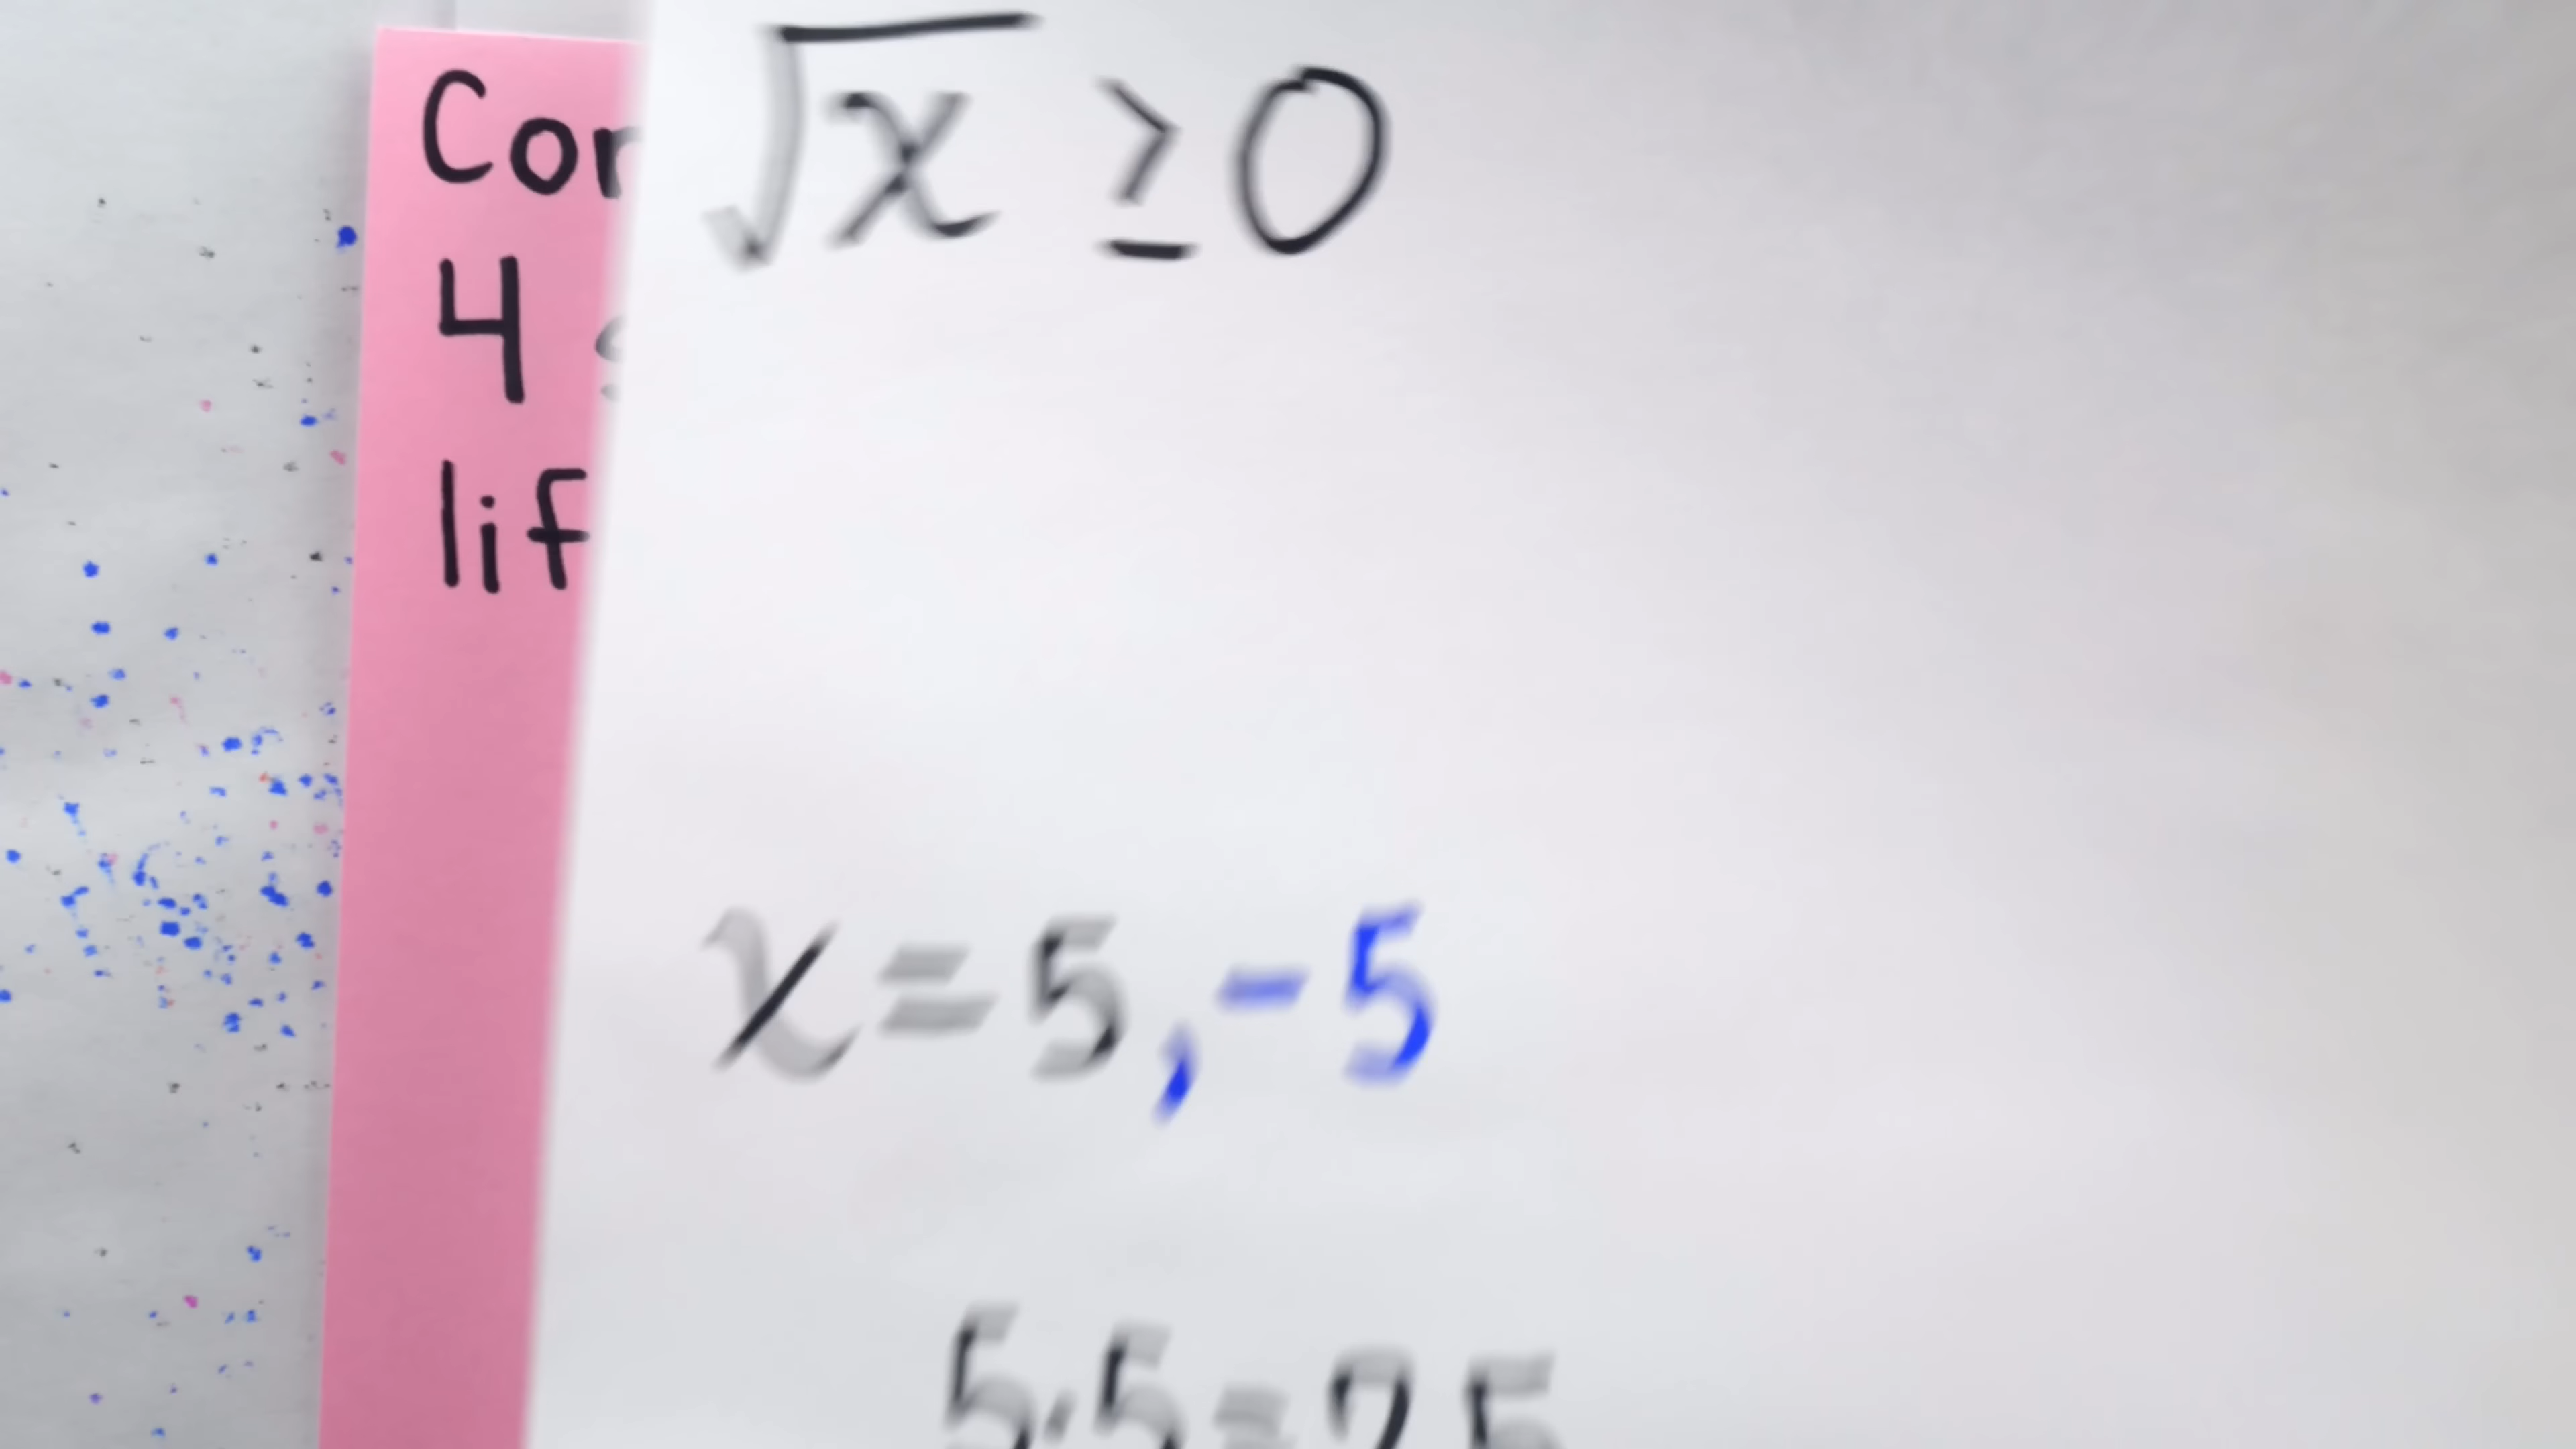 Cor
4
lif
√x ≥ 0
x = 5, -5
5·5=25